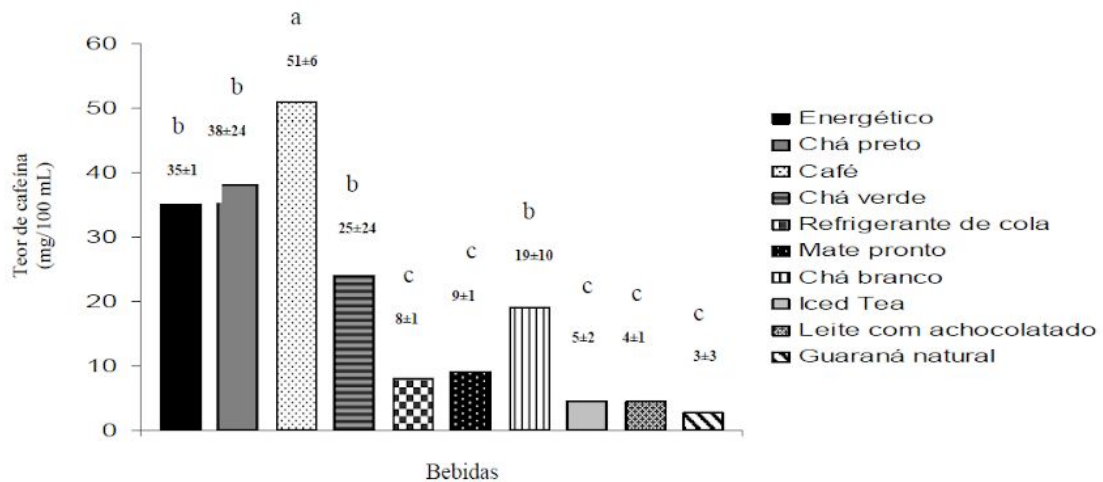 a
60
51±6
b
b
50
38±24
35±1
Energético
Chá preto
40
Café
b
Chá verde
b
30
25±24
Refrigerante de cola
c
Mate pronto
19±10
20
c
Chá branco
c
c
8±1
9±1
Iced Tea
c
5±2
4±1
Leite com achocolatado
10
3±3
Guaraná natural
0
Teor de cafeína
(mg/100 mL)
Bebidas